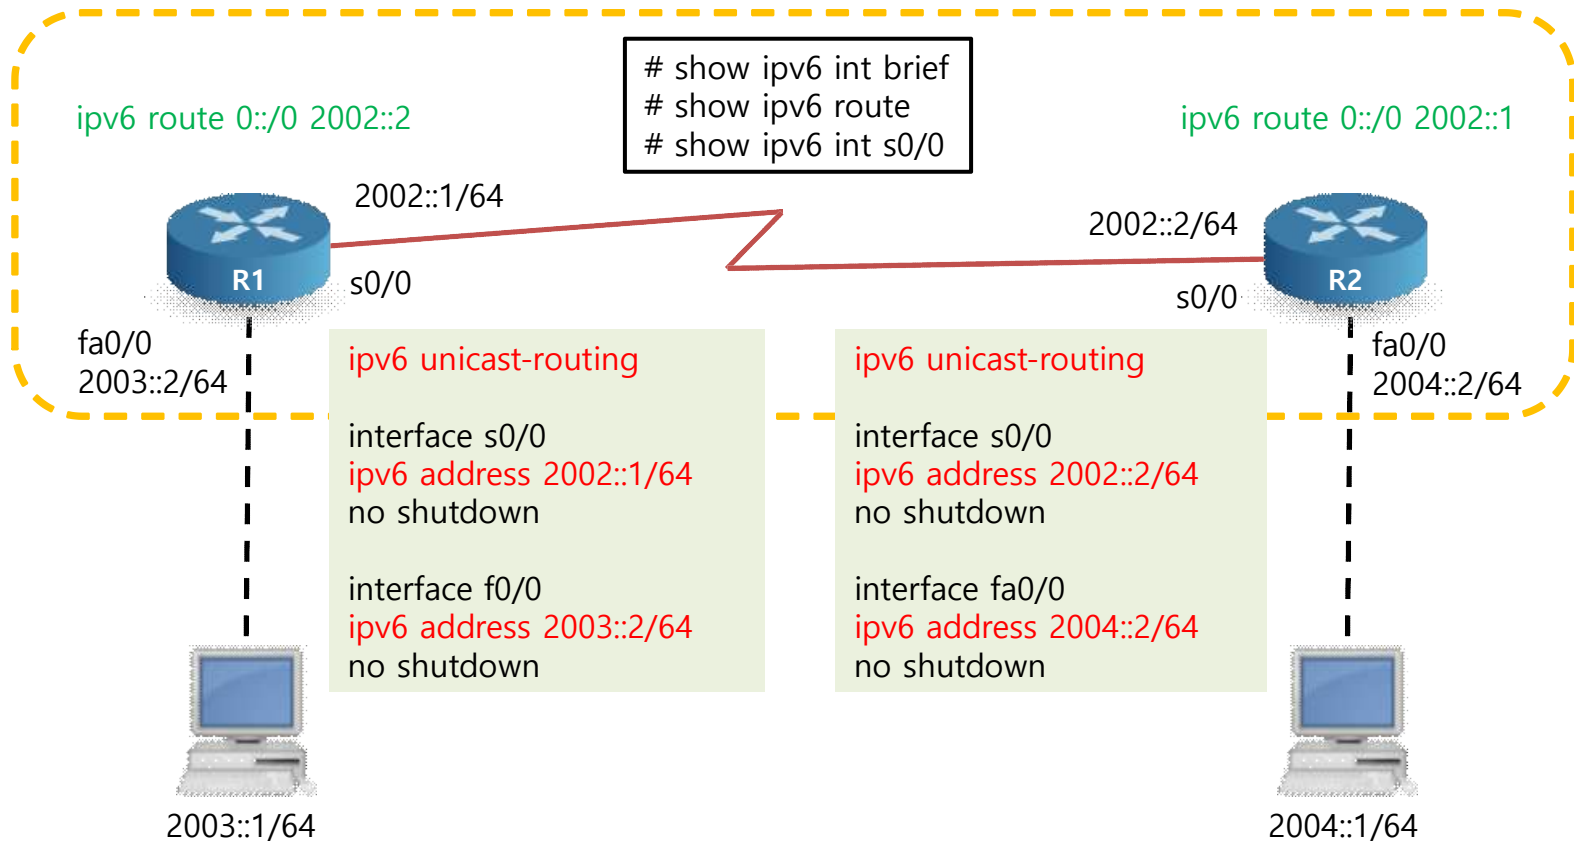 # show ipv6 int brief
# show ipv6 route
# show ipv6 int s0/0
ipv6 route 0::/0 2002::2
ipv6 route 0::/0 2002::1
2002::1/64
2002::2/64
R1
s0/0
R2
s0/0
fa0/0
2003::2/64
fa0/0
2004::2/64
ipv6 unicast-routing
interface s0/0
ipv6 address 2002::1/64
no shutdown
interface f0/0
ipv6 address 2003::2/64
no shutdown
ipv6 unicast-routing
interface s0/0
ipv6 address 2002::2/64
no shutdown
interface fa0/0
ipv6 address 2004::2/64
no shutdown
2003::1/64
2004::1/64